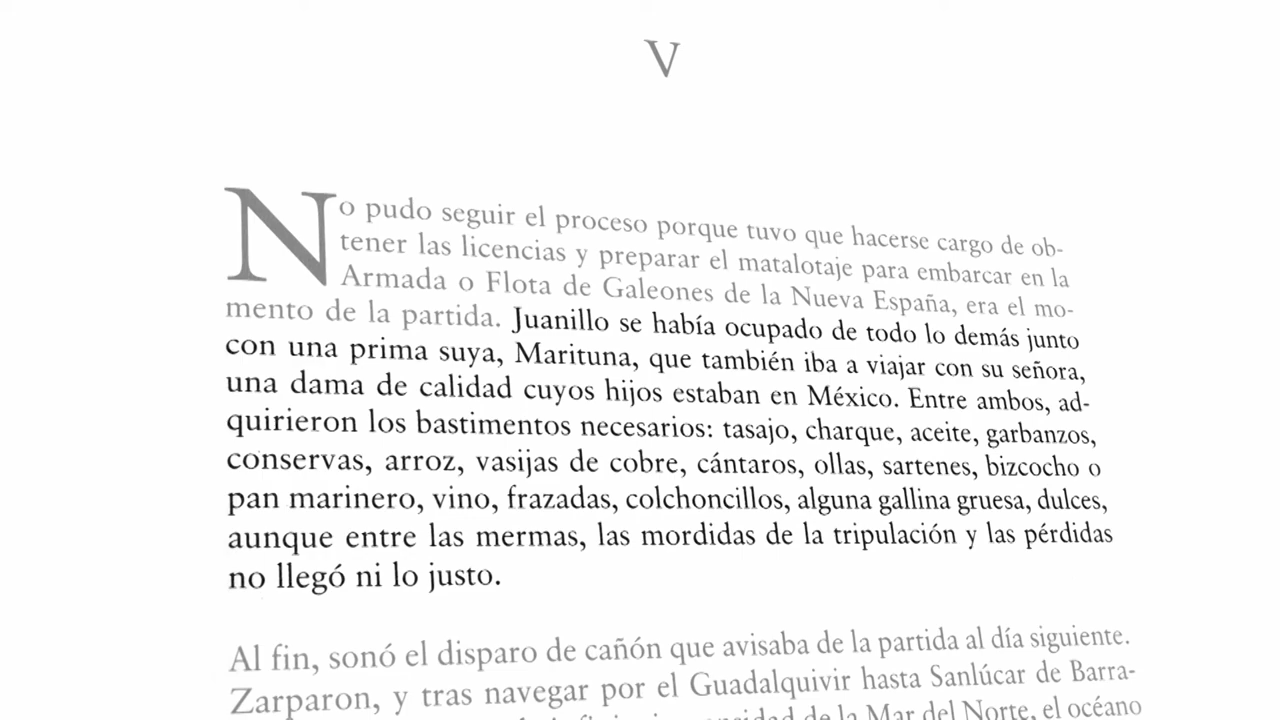 V
No pudo seguir el proceso porque tuvo que hacerse cargo de ob-
tener las licencias y preparar el matalotaje para embarcar en la
Armada o Flota de Galeones de la Nueva España, era el mo-
mento de la partida. Juanillo se había ocupado de todo lo demás junto
con una prima suya, Marituna, que también iba a viajar con su señora,
una dama de calidad cuyos hijos estaban en México. Entre ambos, ad-
quirieron los bastimentos necesarios: tasajo, charque, aceite, garbanzos,
conservas, arroz, vasijas de cobre, cántaros, ollas, sartenes, bizcocho o
pan marinero, vino, frazadas, colchoncillos, alguna gallina gruesa, dulces,
aunque entre las mermas, las mordidas de la tripulación y las pérdidas
no llegó ni lo justo.
Al fin, sonó el disparo de cañón que avisaba de la partida al día siguiente.
Zarparon, y tras navegar por el Guadalquivir hasta Sanlúcar de Barra-
de la Mar del Norte, el océano